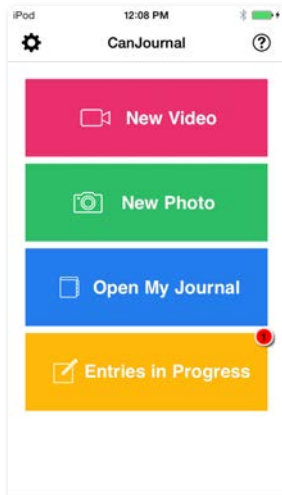 iPod 12:08 PM
CanJournal ?
New Video
New Photo
Open My Journal
1
Entries in Progress